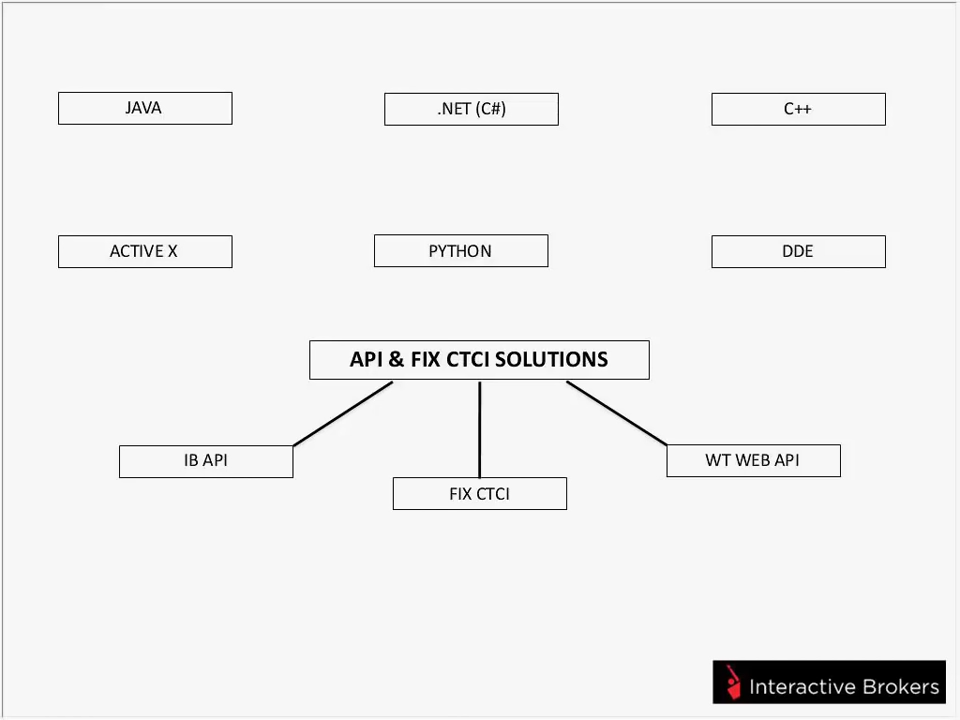 JAVA
.NET (C#)
C++
ACTIVE X
PYTHON
DDE
API & FIX CTCI SOLUTIONS
IB API
FIX CTCI
WT WEB API
Interactive Brokers